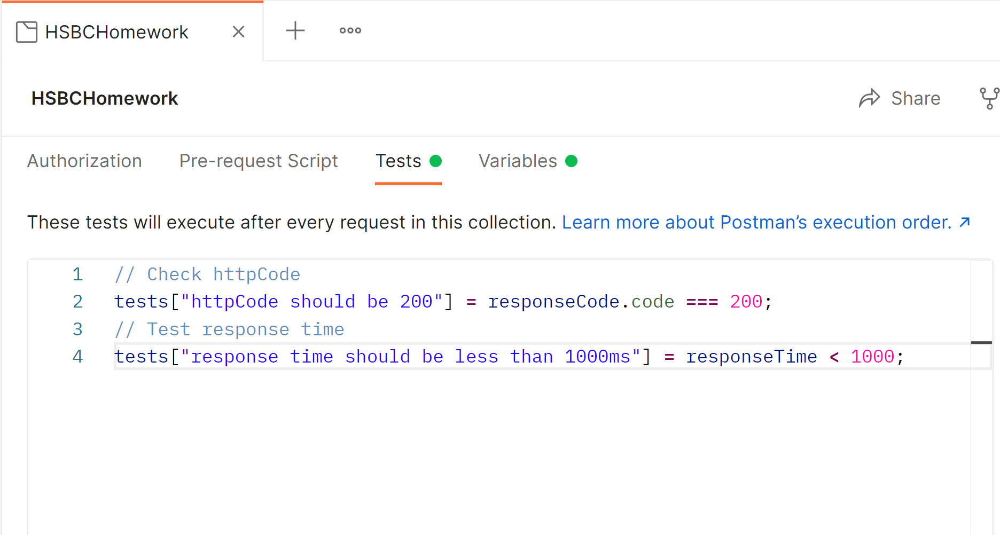 HSBCHomework
HSBCHomework
Share
Authorization Pre-request Script Tests Variables
These tests will execute after every request in this collection. Learn more about Postman’s execution order. ↗
1 // Check httpCode
2 tests["httpCode should be 200"] = responseCode.code === 200;
3 // Test response time
4 tests["response time should be less than 1000ms"] = responseTime < 1000;